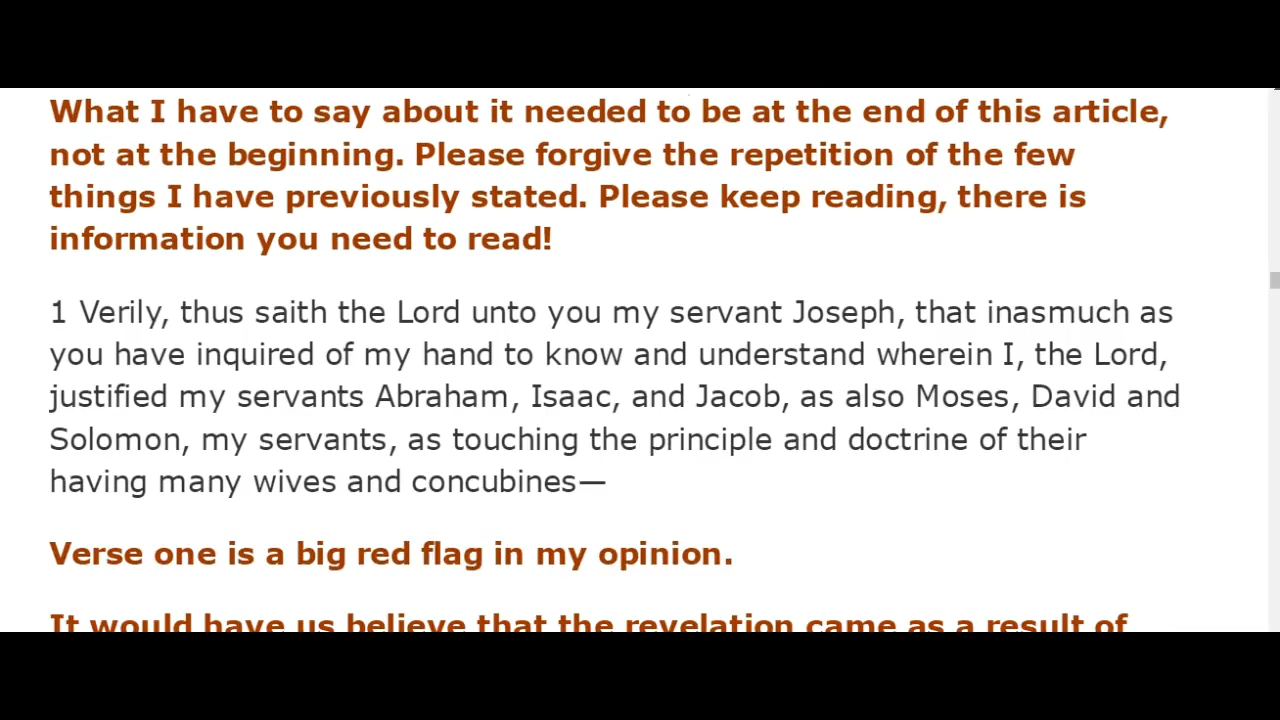 What I have to say about it needed to be at the end of this article,
not at the beginning. Please forgive the repetition of the few
things I have previously stated. Please keep reading, there is
information you need to read!
1 Verily, thus saith the Lord unto you my servant Joseph, that inasmuch as
you have inquired of my hand to know and understand wherein I, the Lord,
justified my servants Abraham, Isaac, and Jacob, as also Moses, David and
Solomon, my servants, as touching the principle and doctrine of their
having many wives and concubines—
Verse one is a big red flag in my opinion.
It would have us believe that the revelation came as a result of